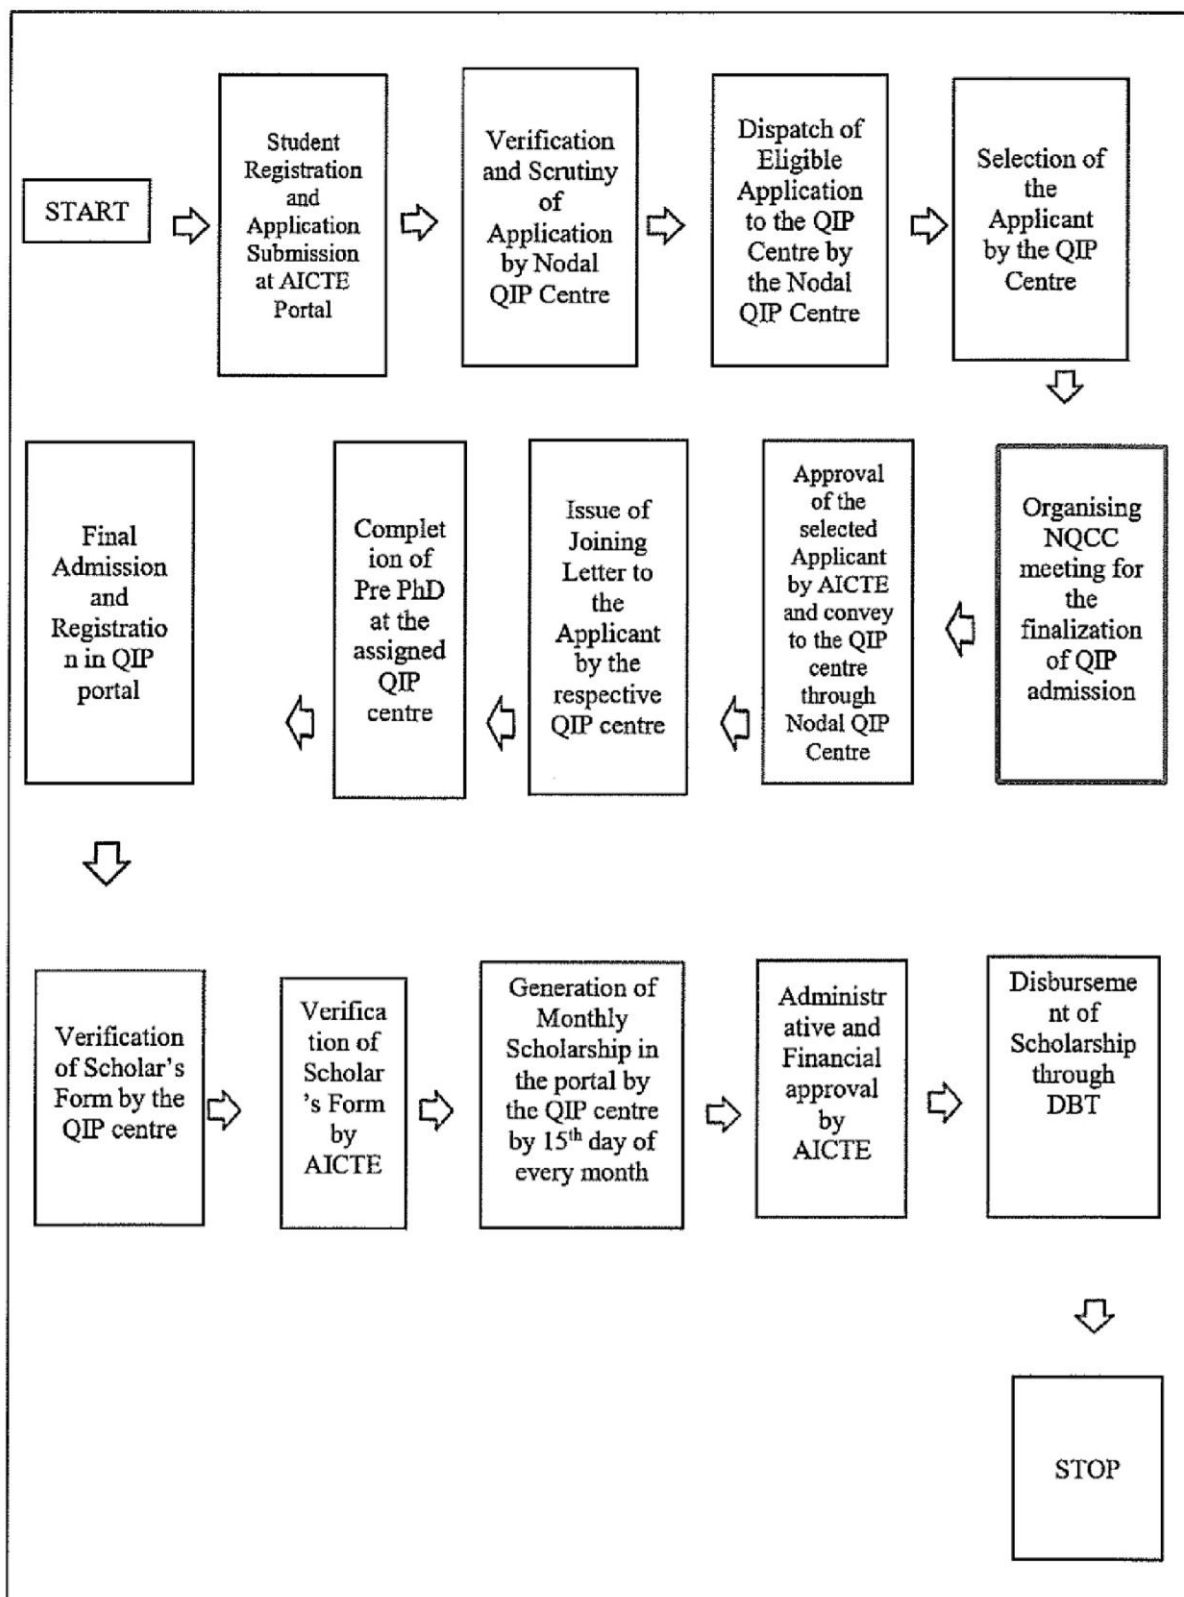 START
Student
Registration
and
Application
Submission
at AICTE
Portal
Verification
and Scrutiny
of
Application
by Nodal
QIP Centre
Dispatch of
Eligible
Application
to the QIP
Centre by
the Nodal
QIP Centre
Selection of
the
Applicant
by the QIP
Centre
Organising
NQCC
meeting for
the
finalization
of QIP
admission
Approval
of the
selected
Applicant
by AICTE
and convey
to the QIP
centre
through
Nodal QIP
Centre
Issue of
Joining
Letter to
the
Applicant
by the
respective
QIP centre
Complet
ion of
Pre PhD
at the
assigned
QIP
centre
Final
Admission
and
Registratio
n in QIP
portal
Verification
of Scholar's
Form by the
QIP centre
Verifica
tion of
Scholar
's Form
by
AICTE
Generation of
Monthly
Scholarship in
the portal by
the QIP centre
by 15th day of
every month
Administr
ative and
Financial
approval
by
AICTE
Disburseme
nt of
Scholarship
through
DBT
STOP